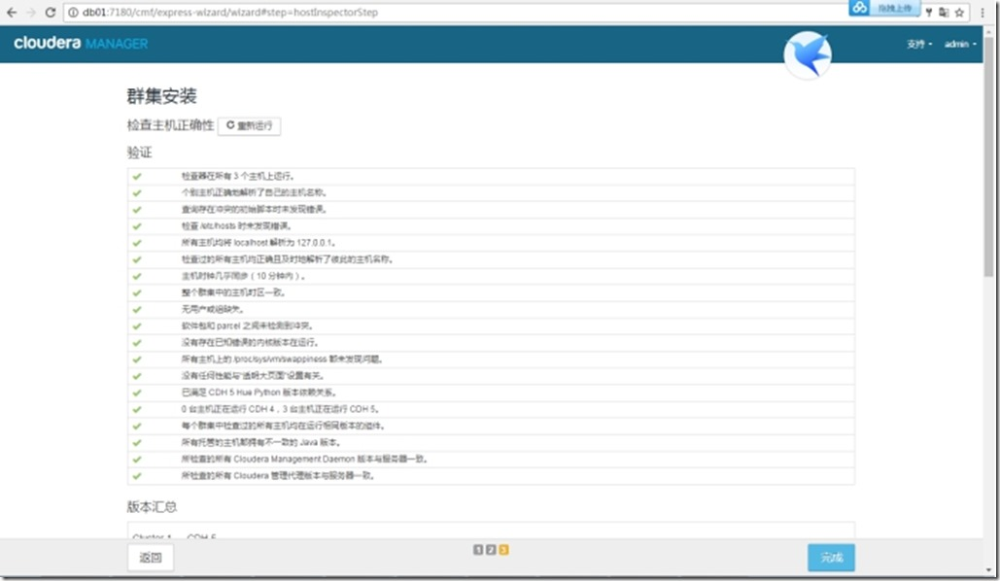 db01:7180/cmf/express-wizard/wizard#step=hostInspectorStep
拖拽上传
cloudera MANAGER
支持
admin
群集安装
检查主机正确性 重新运行
验证
检查器在所有 3 个主机上运行。
个别主机正确地解析了自己的主机名称。
查询存在冲突的初始脚本时未发现错误。
检查 /etc/hosts 时未发现错误。
所有主机均将 localhost 解析为 127.0.0.1。
检查过的所有主机均正确且及时地解析了彼此的主机名称。
主机时钟几乎同步（10 分钟内）。
整个群集中的主机时区一致。
无用户或组缺失。
软件包和 parcel 之间未检测到冲突。
没有存在已知错误的内核版本在运行。
所有主机上的 /proc/sys/vm/swappiness 都未发现问题。
没有任何性能与“透明大页面”设置有关。
已满足 CDH 5 Hue Python 版本依赖关系。
0 台主机正在运行 CDH 4，3 台主机正在运行 CDH 5。
每个群集中检查过的所有主机均在运行相同版本的组件。
所有托管的主机都拥有不一致的 Java 版本。
所检查的所有 Cloudera Management Daemon 版本与服务器一致。
所检查的所有 Cloudera 管理代理版本与服务器一致。
版本汇总
Cluster 1 — CDH 5
返回
1 2 3
完成